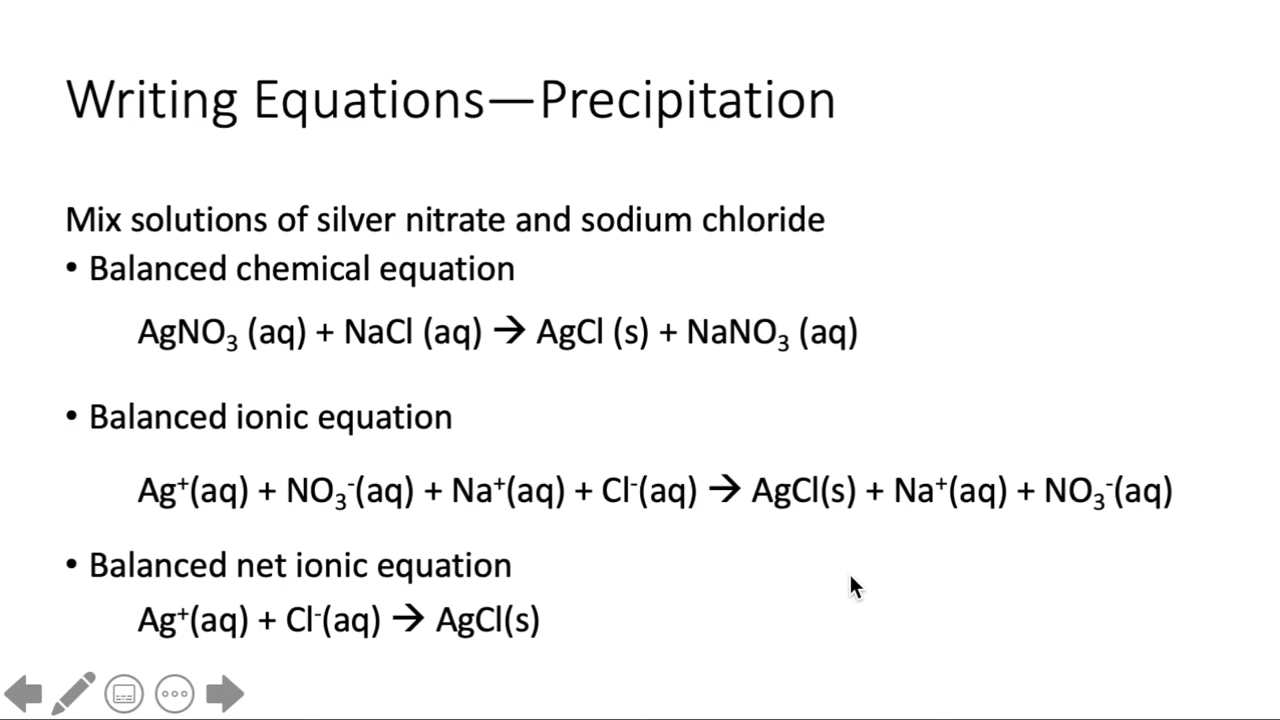 Writing Equations—Precipitation
Mix solutions of silver nitrate and sodium chloride
• Balanced chemical equation
AgNO₃ (aq) + NaCl (aq) → AgCl (s) + NaNO₃ (aq)
• Balanced ionic equation
Ag⁺(aq) + NO₃⁻(aq) + Na⁺(aq) + Cl⁻(aq) → AgCl(s) + Na⁺(aq) + NO₃⁻(aq)
• Balanced net ionic equation
Ag⁺(aq) + Cl⁻(aq) → AgCl(s)